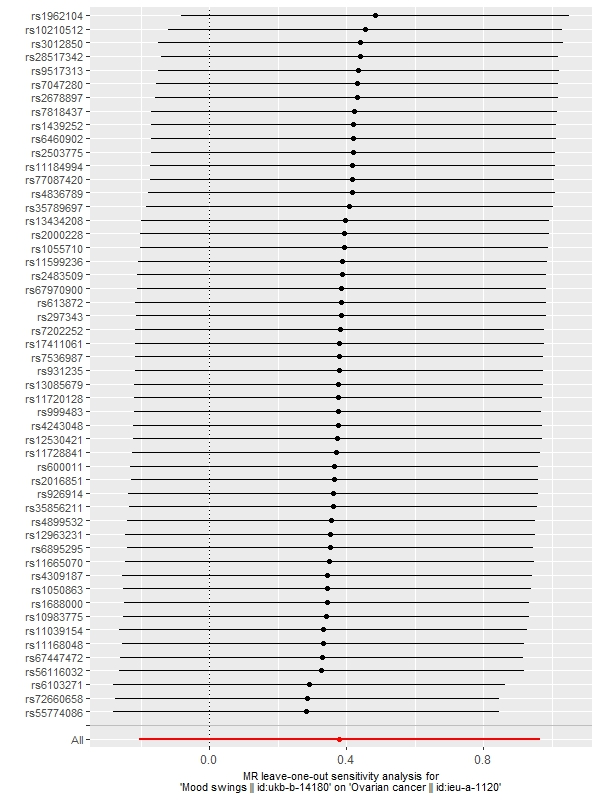 rs1962104
rs10210512
rs3012850
rs28517342
rs9517313
rs7047280
rs2678897
rs7818437
rs1439252
rs6460902
rs2503775
rs11184994
rs77087420
rs4836789
rs35789697
rs13434208
rs2000228
rs1055710
rs11599236
rs2483509
rs67970900
rs613872
rs297343
rs7202252
rs17411061
rs7536987
rs931235
rs13085679
rs11720128
rs999483
rs4243048
rs12530421
rs11728841
rs600011
rs2016851
rs926914
rs35856211
rs4899532
rs12963231
rs6895295
rs11665070
rs4309187
rs1050863
rs1688000
rs10983775
rs11039154
rs11168048
rs67447472
rs56116032
rs6103271
rs72660658
rs55774086
All
0.0 0.4 0.8
MR leave-one-out sensitivity analysis for
'Mood swings || id:ukb-b-14180' on 'Ovarian cancer || id:ieu-a-1120'